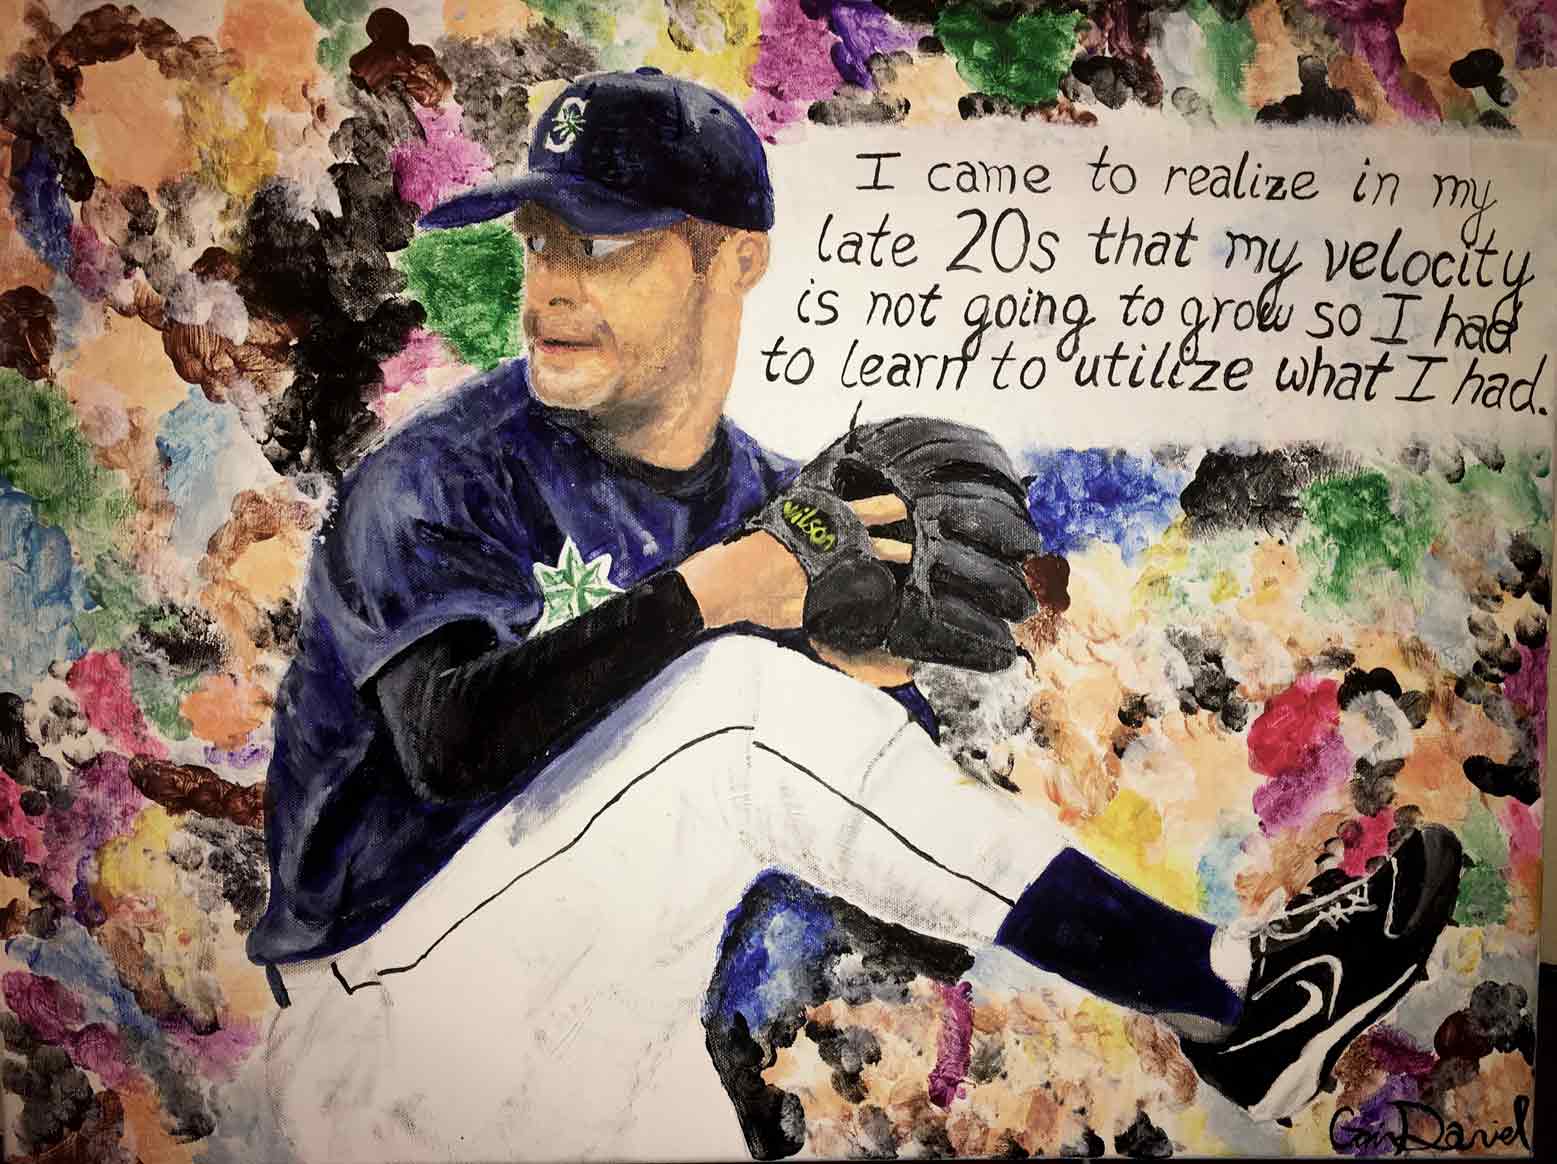 S
I came to realize in my
late 20s that my velocity
is not going to grow so I had
to learn to utilize what I had.
wilson